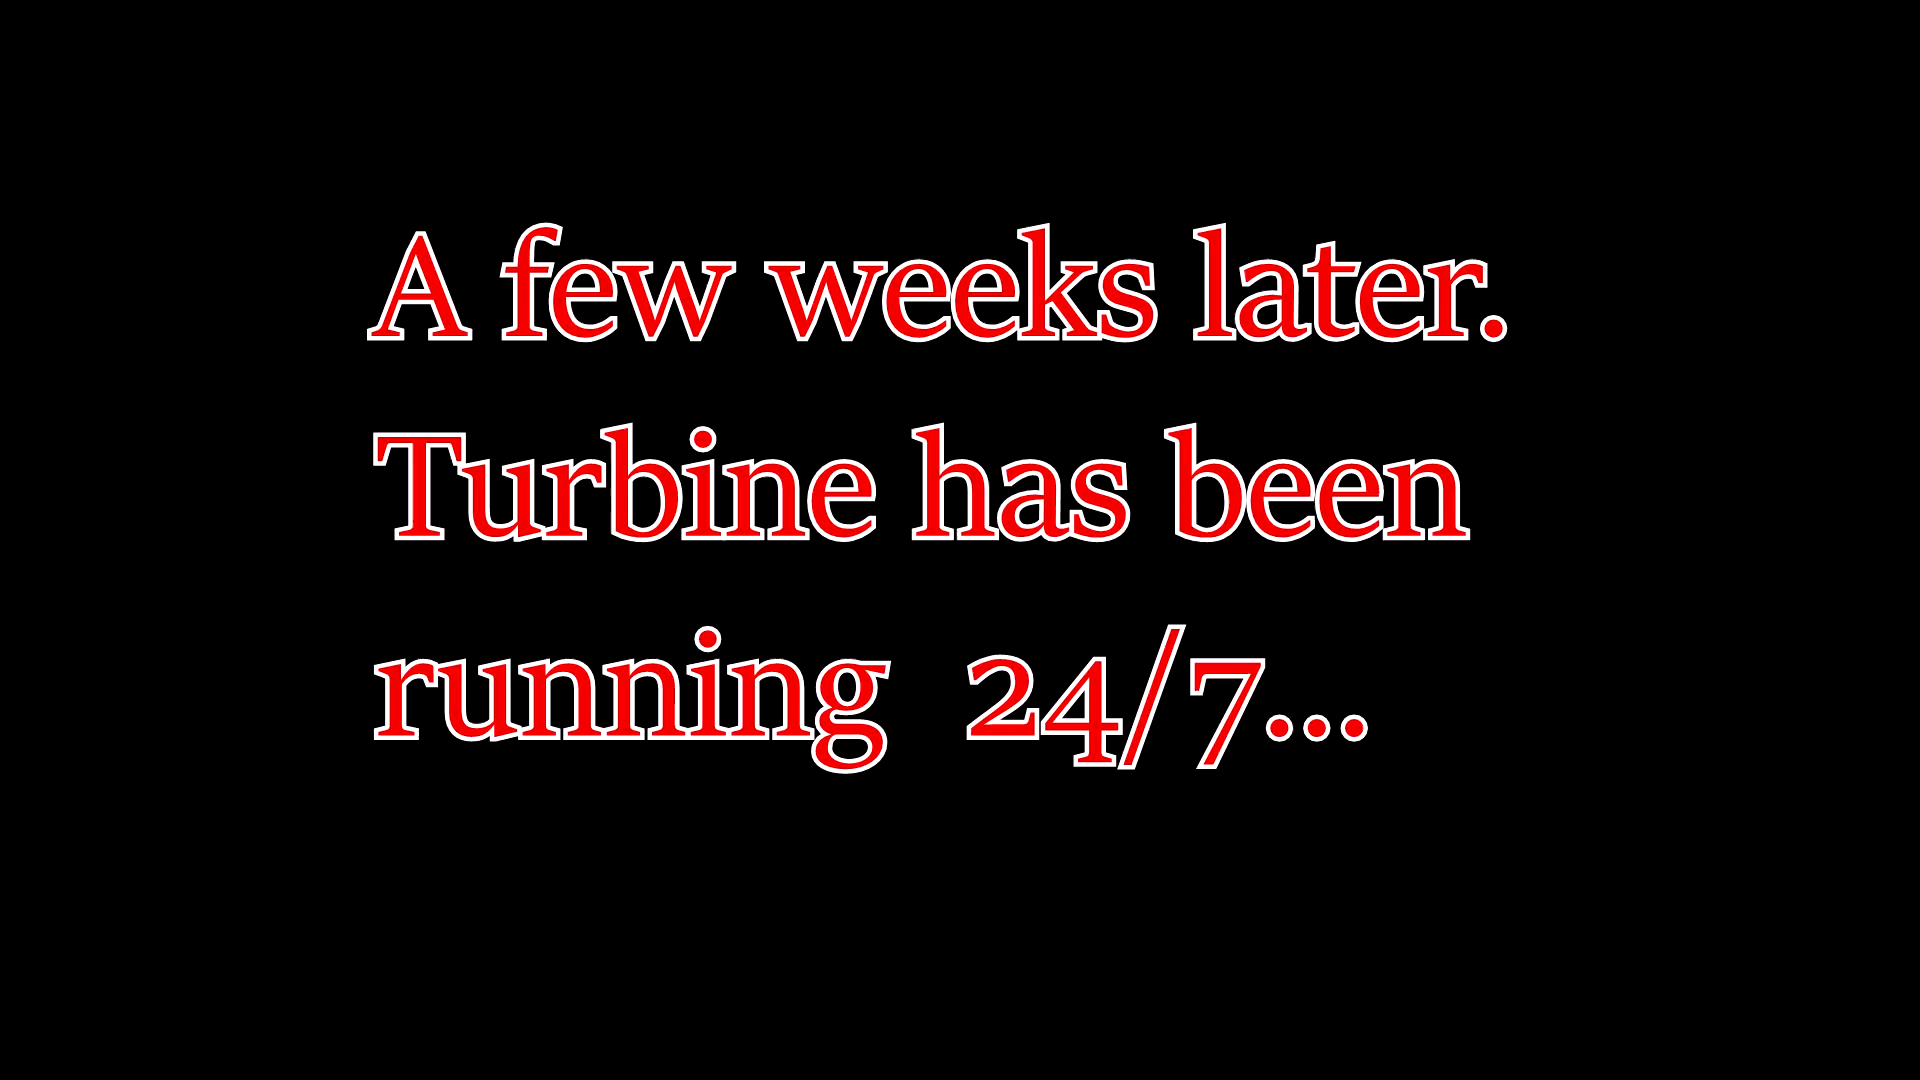 A few weeks later.
Turbine has been
running  24/7...